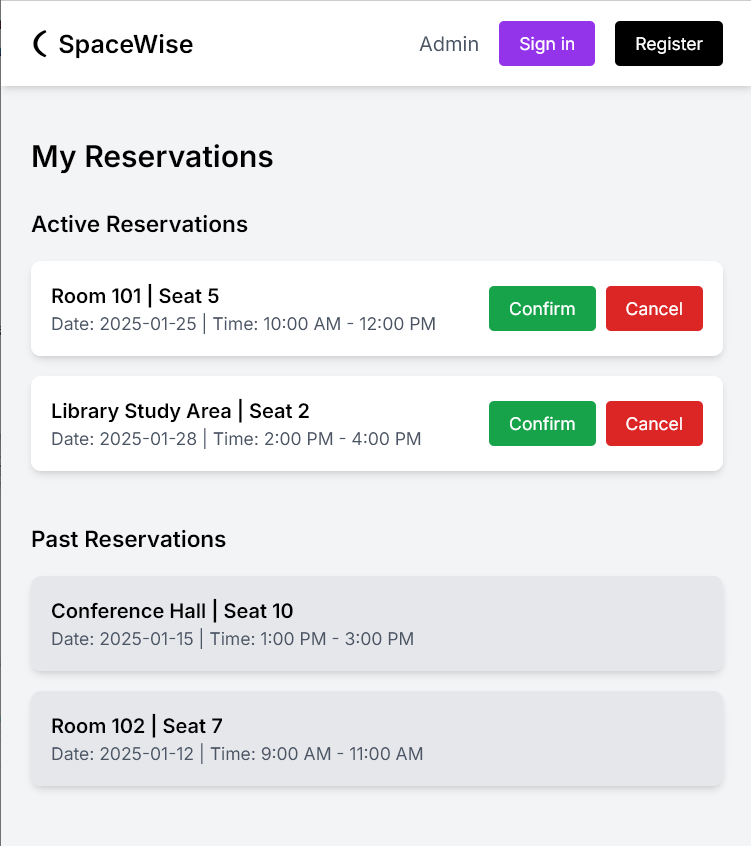 SpaceWise
Admin
Sign in
Register
My Reservations
Active Reservations
Room 101 | Seat 5
Date: 2025-01-25 | Time: 10:00 AM - 12:00 PM
Confirm
Cancel
Library Study Area | Seat 2
Date: 2025-01-28 | Time: 2:00 PM - 4:00 PM
Confirm
Cancel
Past Reservations
Conference Hall | Seat 10
Date: 2025-01-15 | Time: 1:00 PM - 3:00 PM
Room 102 | Seat 7
Date: 2025-01-12 | Time: 9:00 AM - 11:00 AM